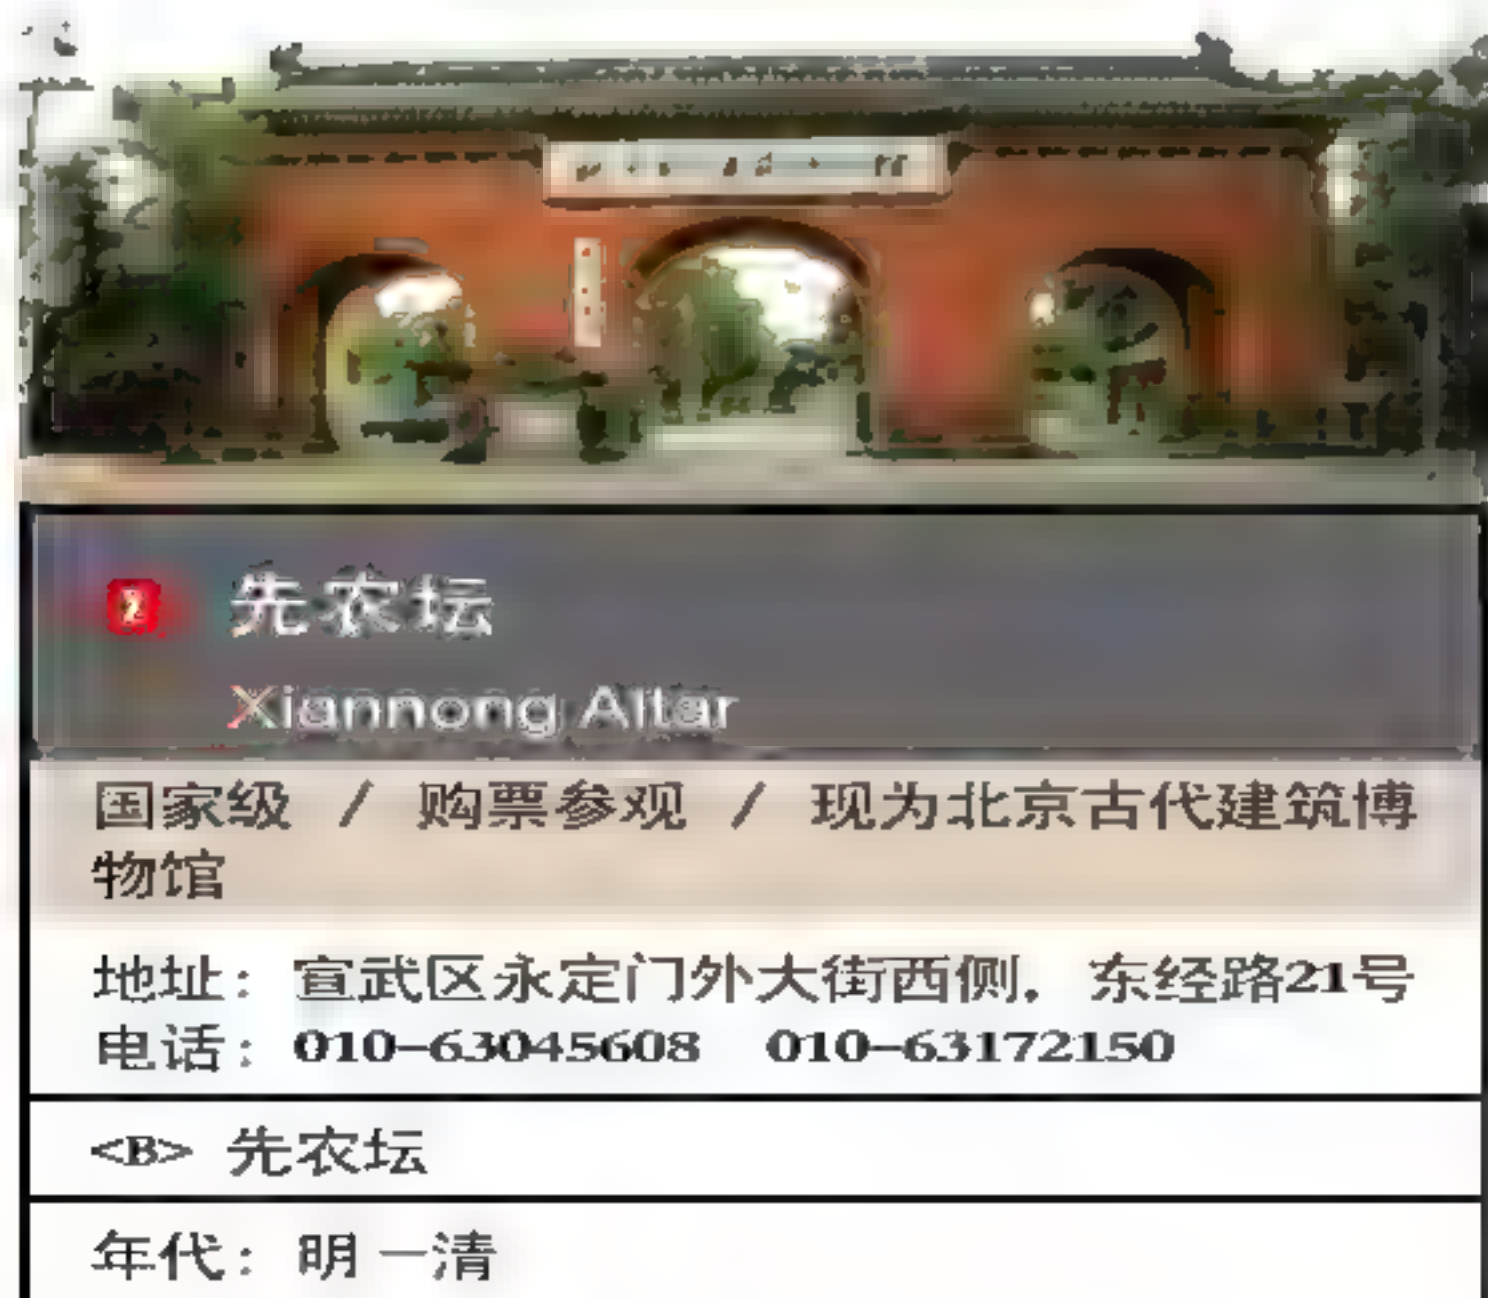 2 先农坛
Xiannong Altar
国家级 / 购票参观 / 现为北京古代建筑博
物馆
地址：宣武区永定门外大街西侧，东经路21号
电话：010-63045608 010-63172150
<B> 先农坛
年代：明－清